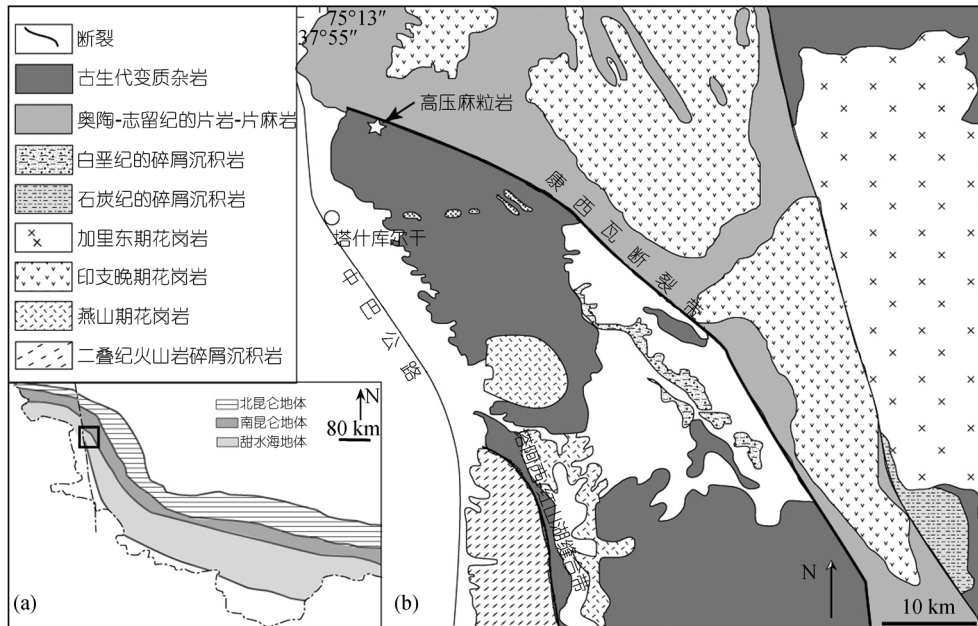 断裂
古生代变质杂岩
奥陶-志留纪的片岩-片麻岩
白垩纪的碎屑沉积岩
石炭纪的碎屑沉积岩
加里东期花岗岩
印支晚期花岗岩
燕山期花岗岩
二叠纪火山岩碎屑沉积岩
北昆仑地体
南昆仑地体
甜水海地体
N
80 km
(a)
75°13″
37°55″
高压麻粒岩
康西瓦断裂带
塔什库尔干
中巴公路
N
(b)
10 km